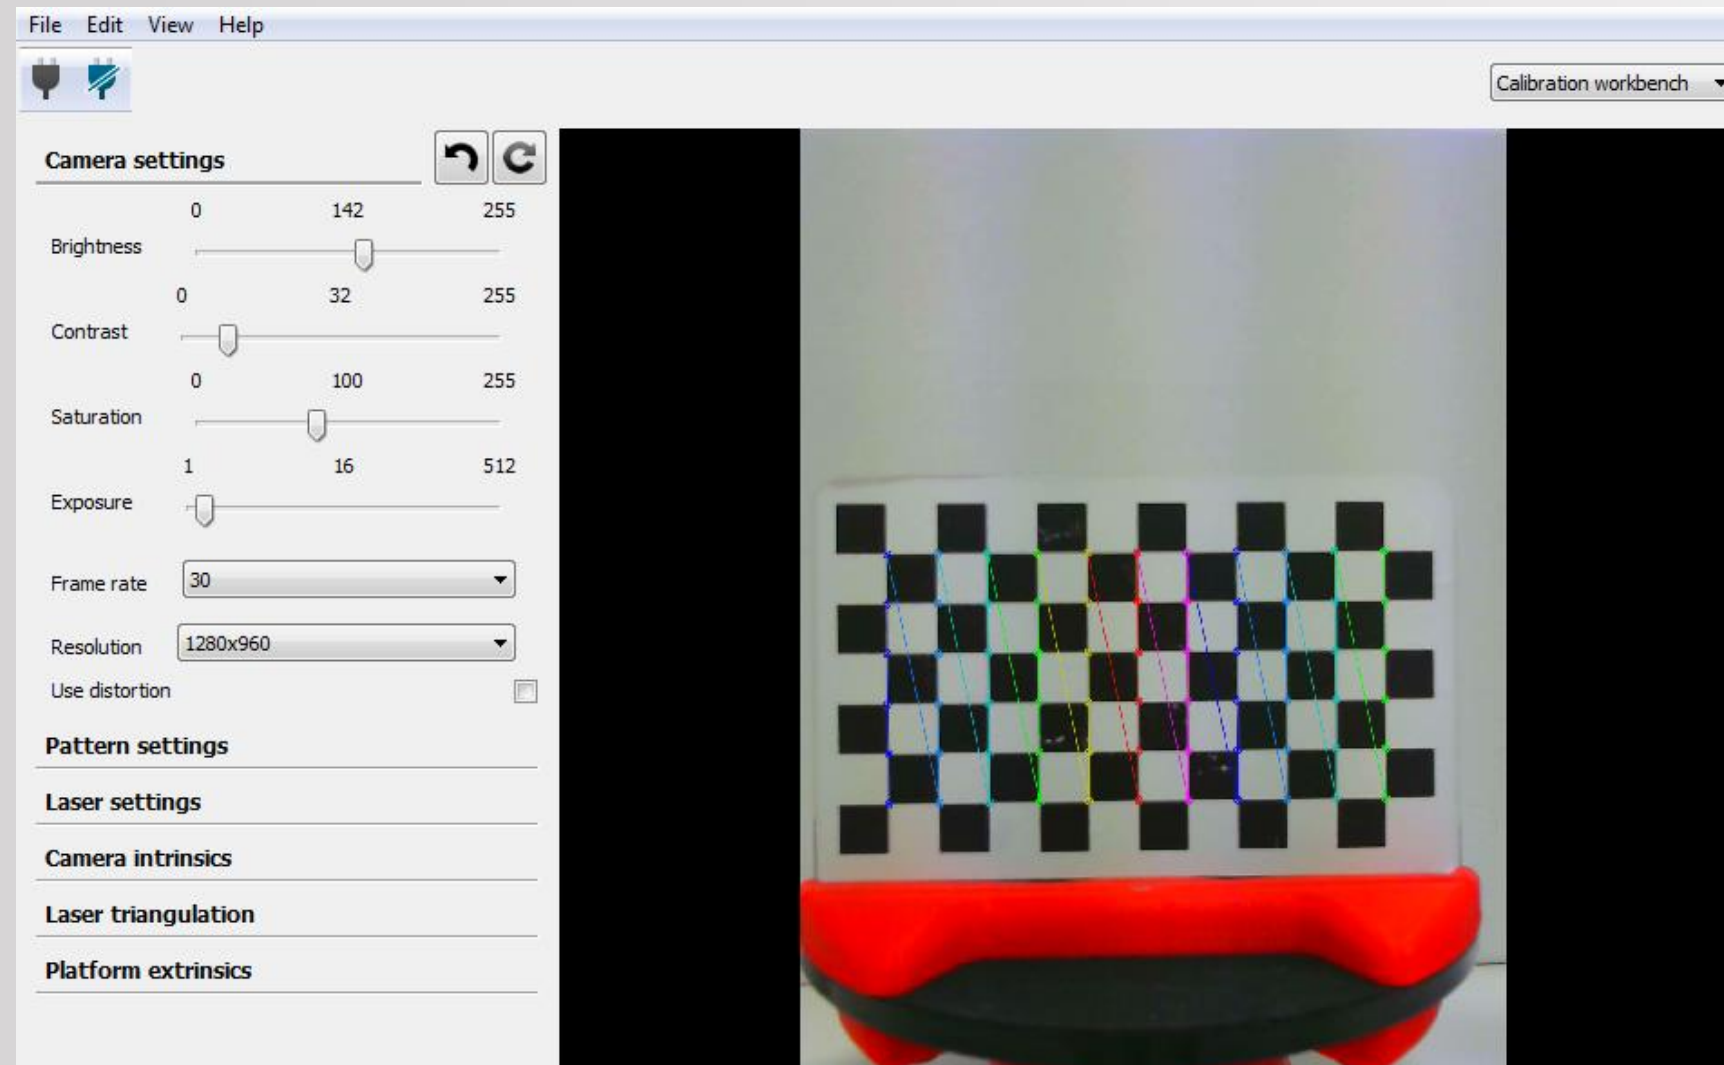 File Edit View Help
Calibration workbench
Camera settings
0 142 255
Brightness
0 32 255
Contrast
0 100 255
Saturation
1 16 512
Exposure
Frame rate 30
Resolution 1280x960
Use distortion
Pattern settings
Laser settings
Camera intrinsics
Laser triangulation
Platform extrinsics